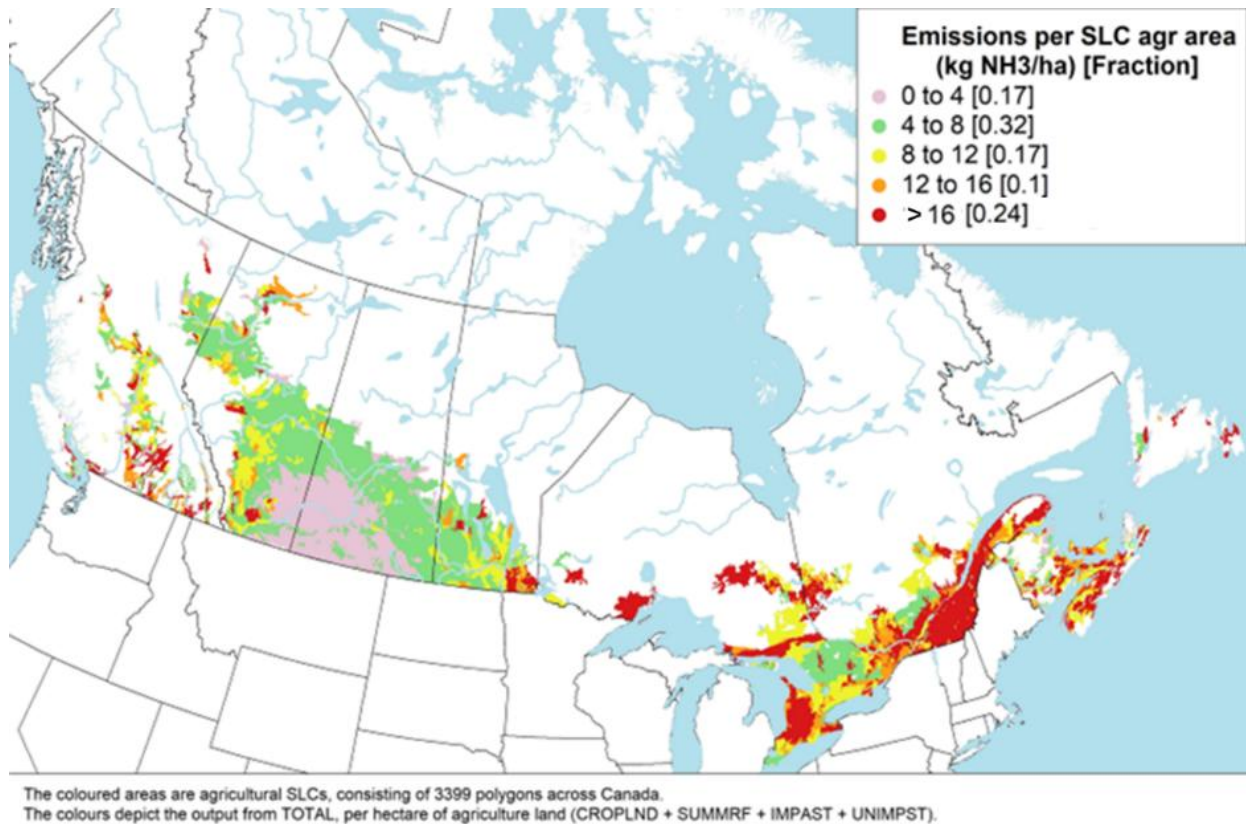 Emissions per SLC agr area
(kg NH3/ha) [Fraction]
0 to 4 [0.17]
4 to 8 [0.32]
8 to 12 [0.17]
12 to 16 [0.1]
> 16 [0.24]
The coloured areas are agricultural SLCs, consisting of 3399 polygons across Canada.
The colours depict the output from TOTAL, per hectare of agriculture land (CROPLND + SUMMRF + IMPAST + UNIMPST).